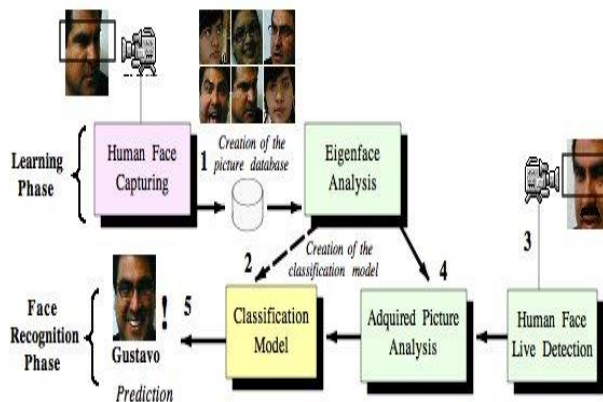 Learning
Phase
Human Face
Capturing
1
Creation of the
picture database
Eigenface
Analysis
Creation of the
classification model
2
4
3
Face
Recognition
Phase
Gustavo
!
5
Prediction
Classification
Model
Adquired Picture
Analysis
Human Face
Live Detection